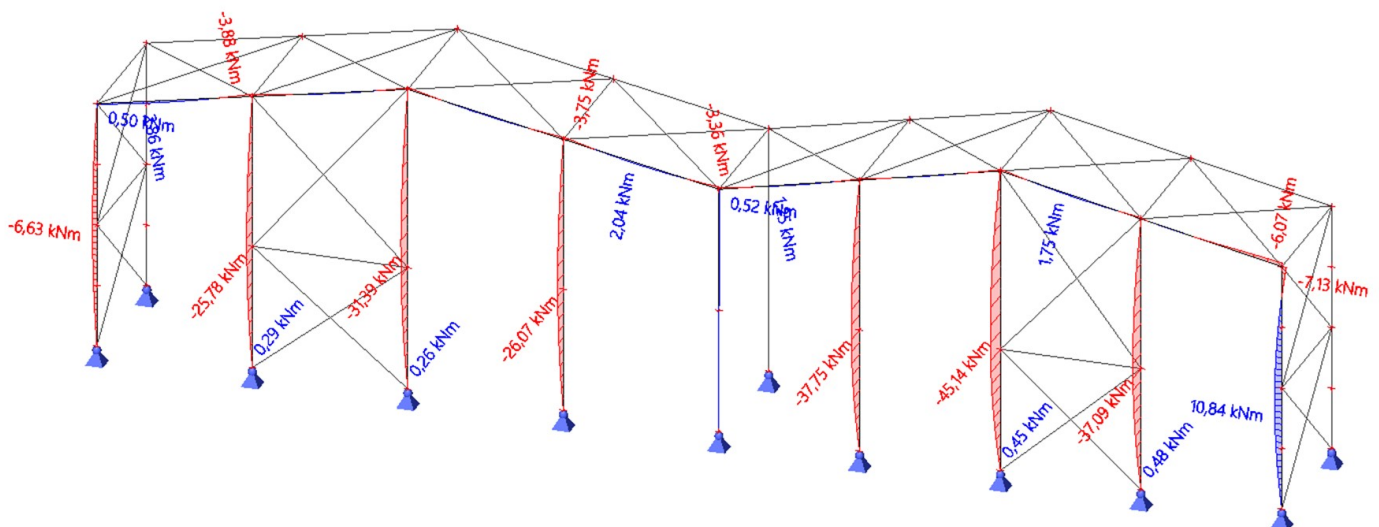 -3,88 kNm
0,50 kNm
-6,63 kNm
-25,78 kNm
0,29 kNm
-31,39 kNm
0,26 kNm
-3,75 kNm
-26,07 kNm
2,04 kNm
-3,36 kNm
0,52 kNm
-37,75 kNm
-45,14 kNm
0,45 kNm
1,75 kNm
-37,09 kNm
0,48 kNm
-6,07 kNm
-7,13 kNm
10,84 kNm